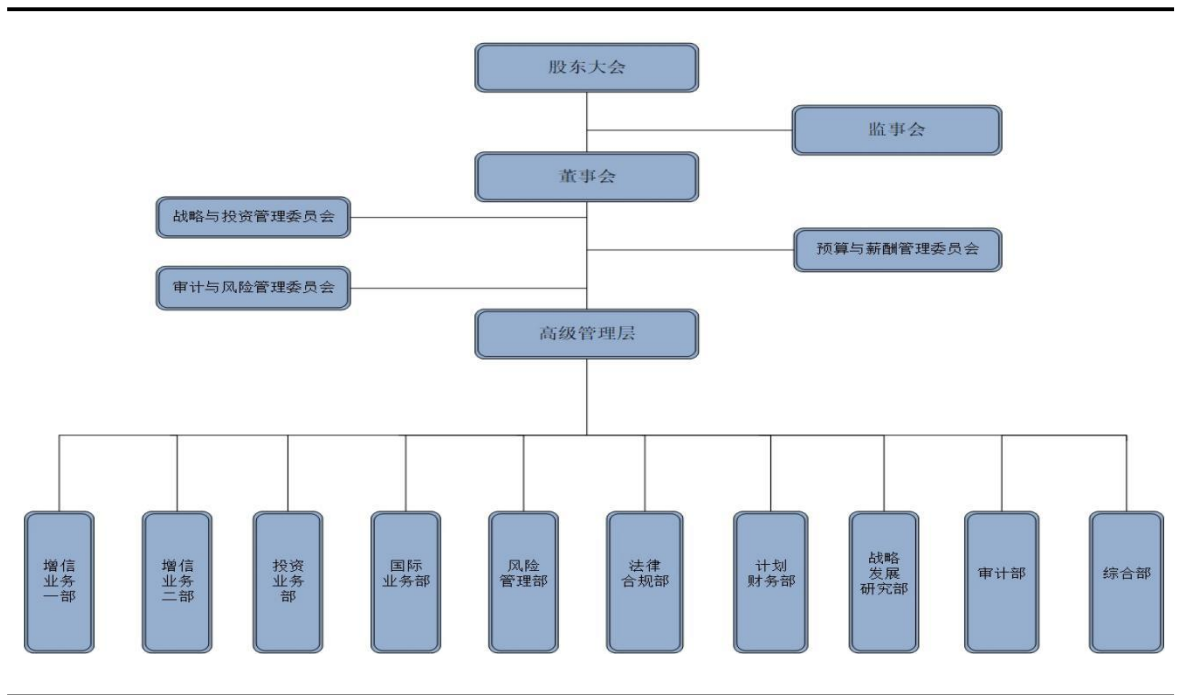 股东大会
监事会
董事会
战略与投资管理委员会
预算与薪酬管理委员会
审计与风险管理委员会
高级管理层
增信
业务
一部
增信
业务
二部
投资
业务
部
国际
业务部
风险
管理部
法律
合规部
计划
财务部
战略
发展
研究部
审计部
综合部